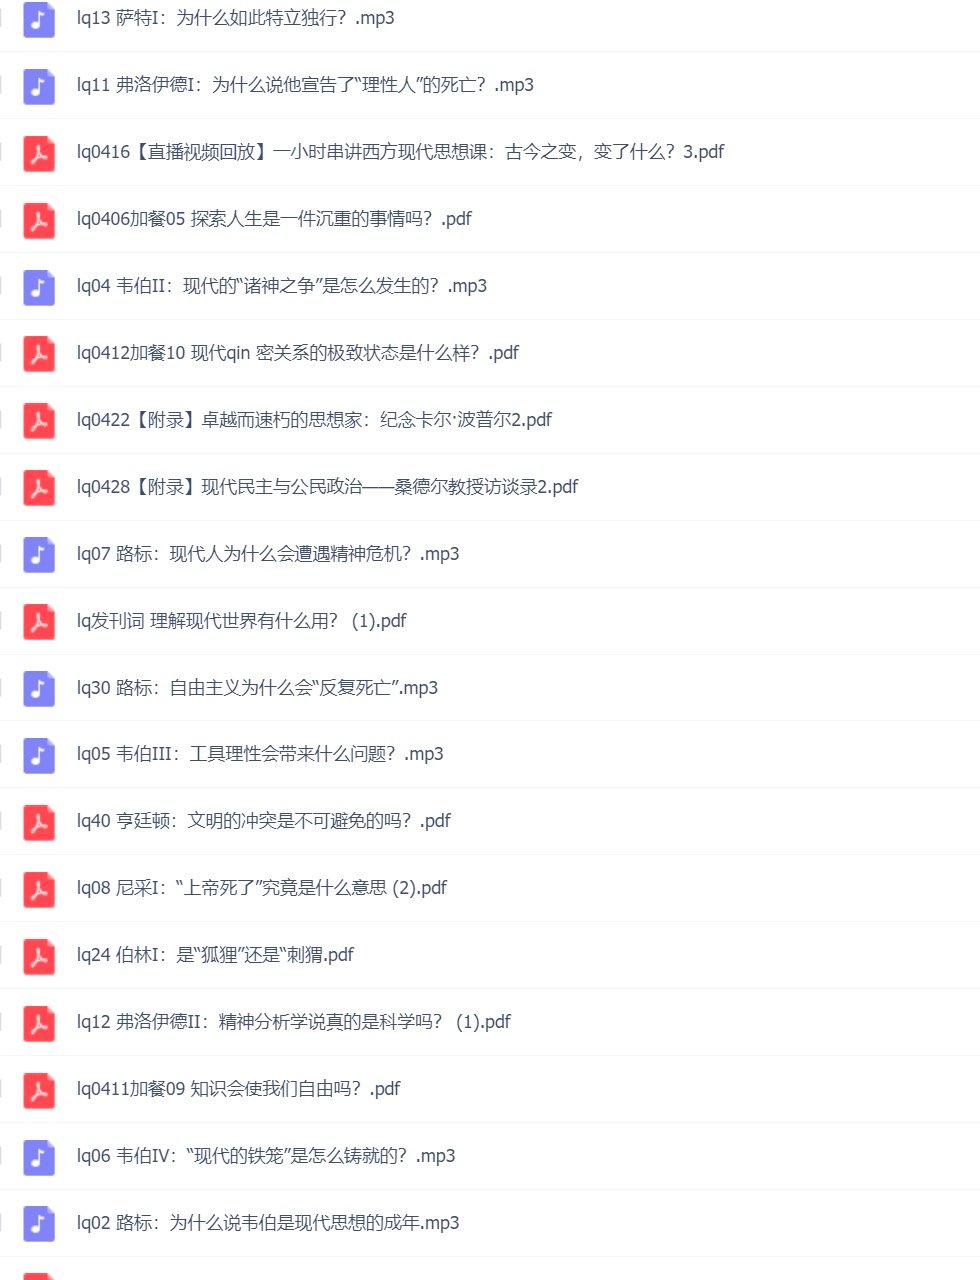 lq13 萨特I：为什么如此特立独行？.mp3
lq11 弗洛伊德I：为什么说他宣告了“理性人”的死亡？.mp3
lq0416【直播视频回放】一小时串讲西方现代思想课：古今之变，变了什么？3.pdf
lq0406加餐05 探索人生是一件沉重的事情吗？.pdf
lq04 韦伯II：现代的“诸神之争”是怎么发生的？.mp3
lq0412加餐10 现代qin 密关系的极致状态是什么样？.pdf
lq0422【附录】卓越而速朽的思想家：纪念卡尔·波普尔2.pdf
lq0428【附录】现代民主与公民政治——桑德尔教授访谈录2.pdf
lq07 路标：现代人为什么会遭遇精神危机？.mp3
lq发刊词 理解现代世界有什么用？ (1).pdf
lq30 路标：自由主义为什么会“反复死亡”.mp3
lq05 韦伯III：工具理性会带来什么问题？.mp3
lq40 亨廷顿：文明的冲突是不可避免的吗？.pdf
lq08 尼采I：“上帝死了”究竟是什么意思 (2).pdf
lq24 伯林I：是“狐狸”还是“刺猬.pdf
lq12 弗洛伊德II：精神分析学说真的是科学吗？ (1).pdf
lq0411加餐09 知识会使我们自由吗？.pdf
lq06 韦伯IV：“现代的铁笼”是怎么铸就的？.mp3
lq02 路标：为什么说韦伯是现代思想的成年.mp3